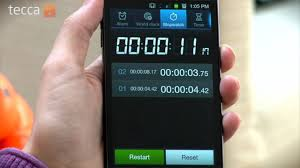 tecca
1:05 PM
Alarm World clock Stopwatch Timer
00:00:11.
02 00:00:08.17 00:00:03.75
01 00:00:04.42 00:00:04.42
Restart Reset